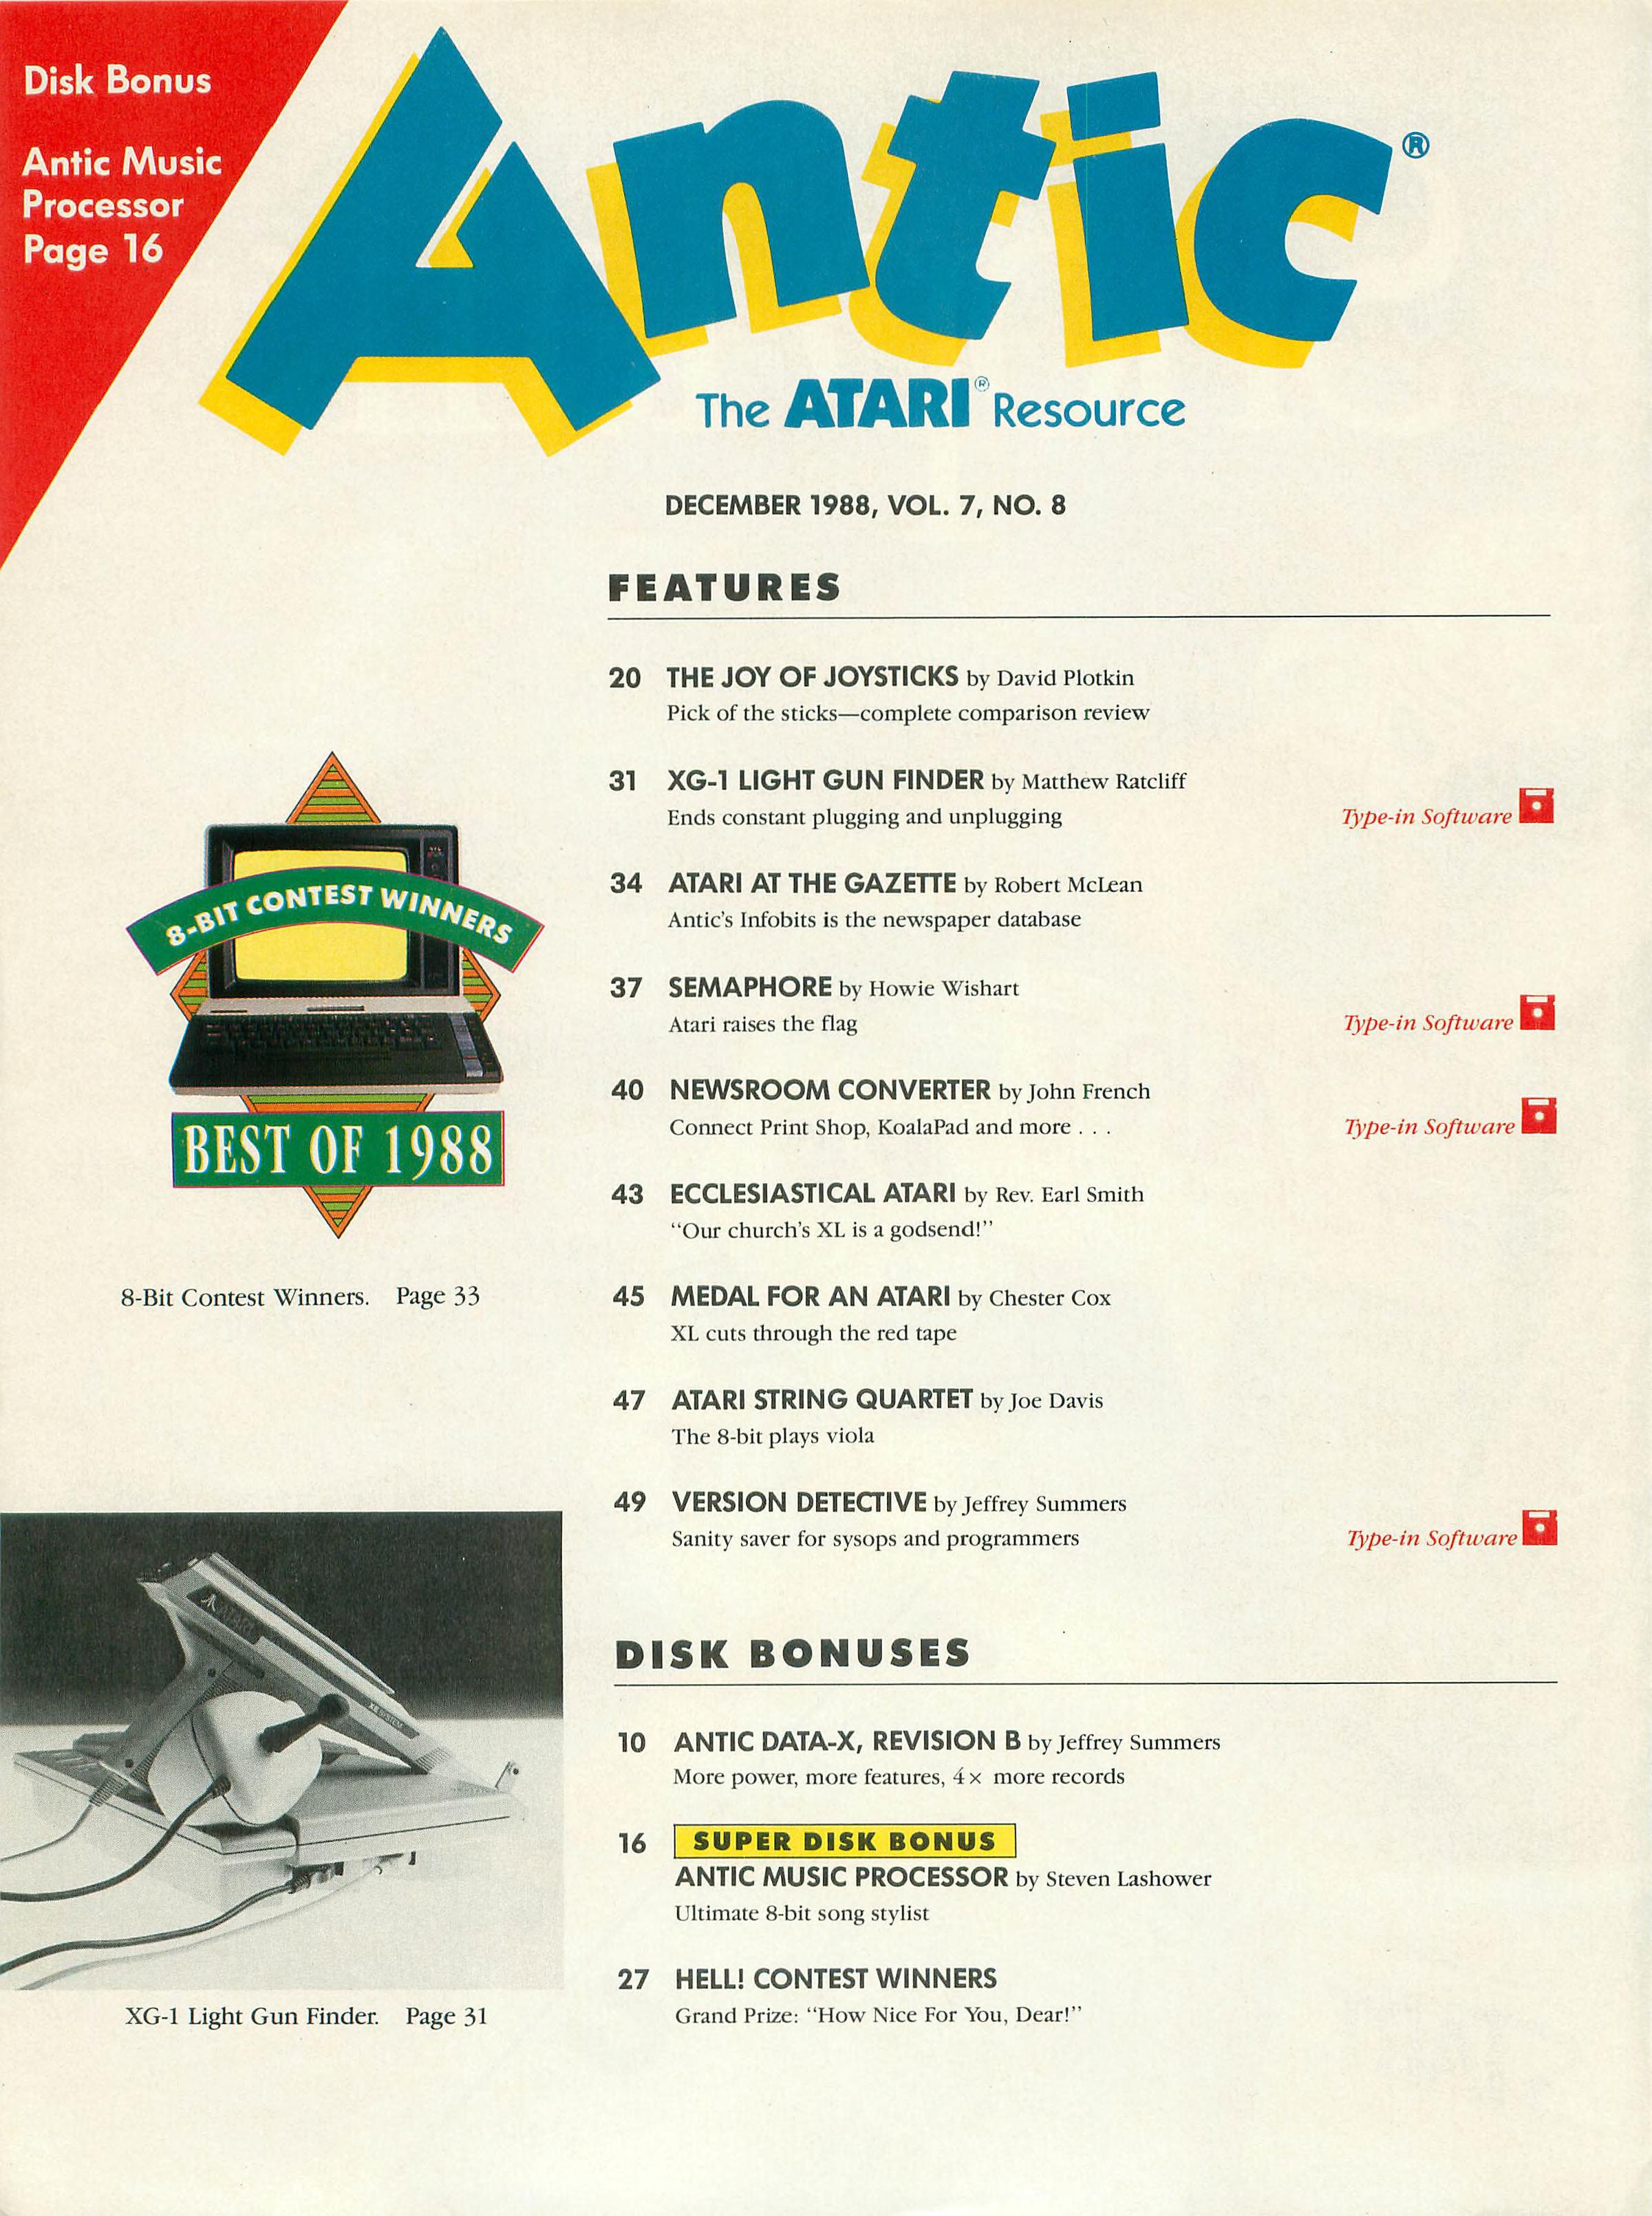 Disk Bonus
Antic Music
Processor
Page 16
Antic®
The ATARI® Resource
DECEMBER 1988, VOL. 7, NO. 8
FEATURES
20 THE JOY OF JOYSTICKS by David Plotkin
Pick of the sticks—complete comparison review
31 XG-1 LIGHT GUN FINDER by Matthew Ratcliff
Ends constant plugging and unplugging Type-in Software
34 ATARI AT THE GAZETTE by Robert McLean
Antic's Infobits is the newspaper database
37 SEMAPHORE by Howie Wishart
Atari raises the flag Type-in Software
40 NEWSROOM CONVERTER by John French
Connect Print Shop, KoalaPad and more . . . Type-in Software
43 ECCLESIASTICAL ATARI by Rev. Earl Smith
"Our church's XL is a godsend!"
45 MEDAL FOR AN ATARI by Chester Cox
XL cuts through the red tape
47 ATARI STRING QUARTET by Joe Davis
The 8-bit plays viola
49 VERSION DETECTIVE by Jeffrey Summers
Sanity saver for sysops and programmers Type-in Software
DISK BONUSES
10 ANTIC DATA-X, REVISION B by Jeffrey Summers
More power, more features, 4× more records
16 SUPER DISK BONUS
ANTIC MUSIC PROCESSOR by Steven Lashower
Ultimate 8-bit song stylist
27 HELL! CONTEST WINNERS
Grand Prize: "How Nice For You, Dear!"
8-BIT CONTEST WINNERS
BEST OF 1988
8-Bit Contest Winners. Page 33
ATARI
XE SYSTEM
XG-1 Light Gun Finder. Page 31